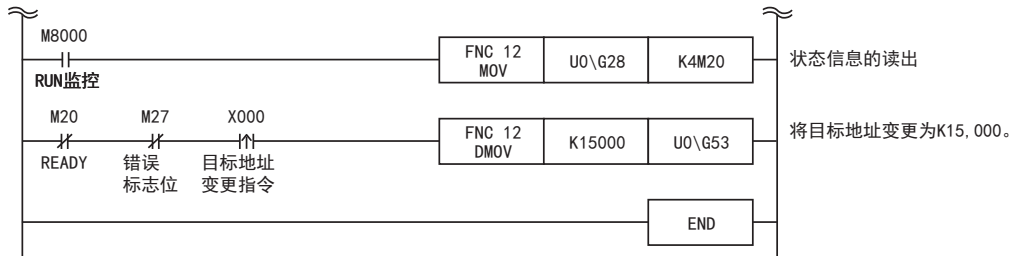 M8000
RUN监控
FNC 12
MOV
U0\G28
K4M20
状态信息的读出
M20
M27
X000
READY
错误
标志位
目标地址
变更指令
FNC 12
DMOV
K15000
U0\G53
将目标地址变更为K15,000。
END